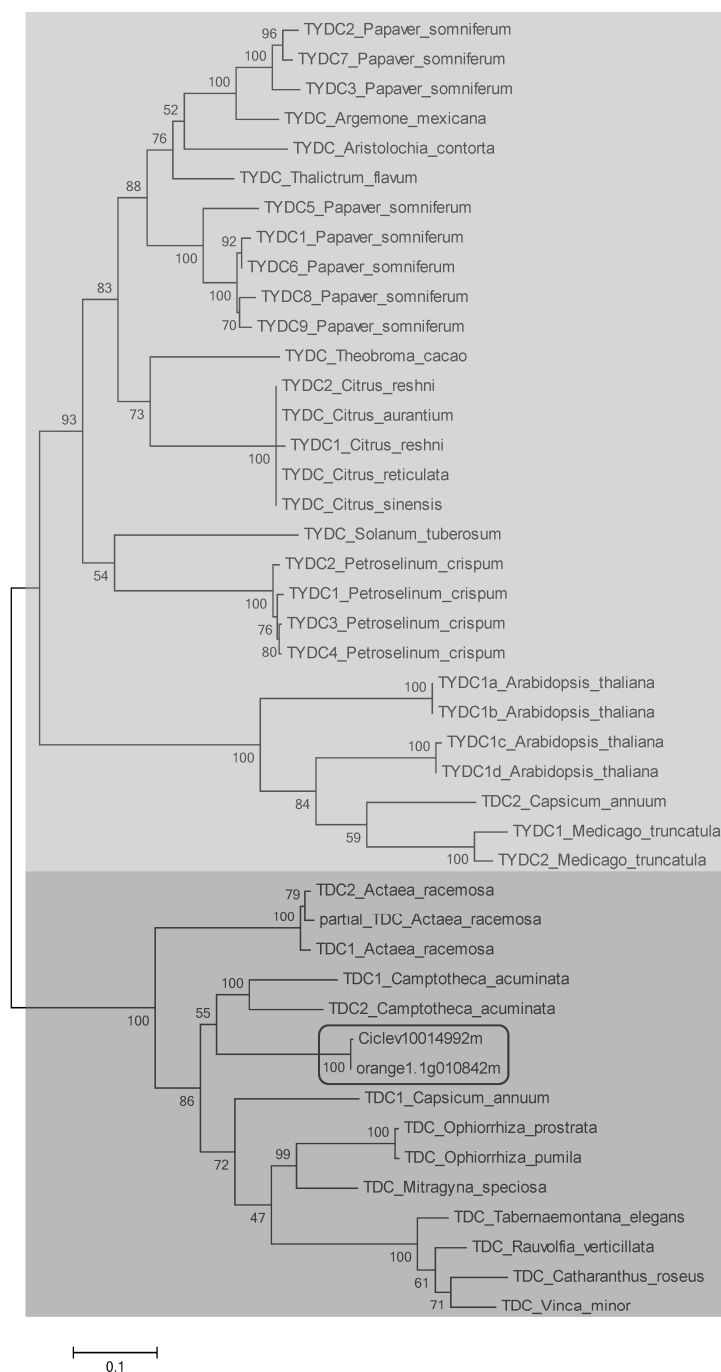 96
TYDC2_Papaver_somniferum
100
TYDC7_Papaver_somniferum
100
TYDC3_Papaver_somniferum
52
TYDC_Argemone_mexicana
76
TYDC_Aristolochia_contorta
88
TYDC_Thalictrum_flavum
TYDC5_Papaver_somniferum
100
92
TYDC1_Papaver_somniferum
TYDC6_Papaver_somniferum
83
100
TYDC8_Papaver_somniferum
70
TYDC9_Papaver_somniferum
TYDC_Theobroma_cacao
TYDC2_Citrus_reshni
73
TYDC_Citrus_aurantium
93
TYDC1_Citrus_reshni
100
TYDC_Citrus_reticulata
TYDC_Citrus_sinensis
TYDC_Solanum_tuberosum
54
TYDC2_Petroselinum_crispum
100
TYDC1_Petroselinum_crispum
76
TYDC3_Petroselinum_crispum
80
TYDC4_Petroselinum_crispum
100
TYDC1a_Arabidopsis_thaliana
TYDC1b_Arabidopsis_thaliana
100
100
TYDC1c_Arabidopsis_thaliana
TYDC1d_Arabidopsis_thaliana
84
TDC2_Capsicum_annuum
59
TYDC1_Medicago_truncatula
100
TYDC2_Medicago_truncatula
79
TDC2_Actaea_racemosa
100
partial_TDC_Actaea_racemosa
TDC1_Actaea_racemosa
100
100
TDC1_Camptotheca_acuminata
55
TDC2_Camptotheca_acuminata
Ciclev10014992m
100
orange1.1g010842m
86
TDC1_Capsicum_annuum
72
100
TDC_Ophiorrhiza_prostrata
99
TDC_Ophiorrhiza_pumila
TDC_Mitragyna_speciosa
47
TDC_Tabernaemontana_elegans
100
TDC_Rauvolfia_verticillata
61
TDC_Catharanthus_roseus
71
TDC_Vinca_minor
0.1